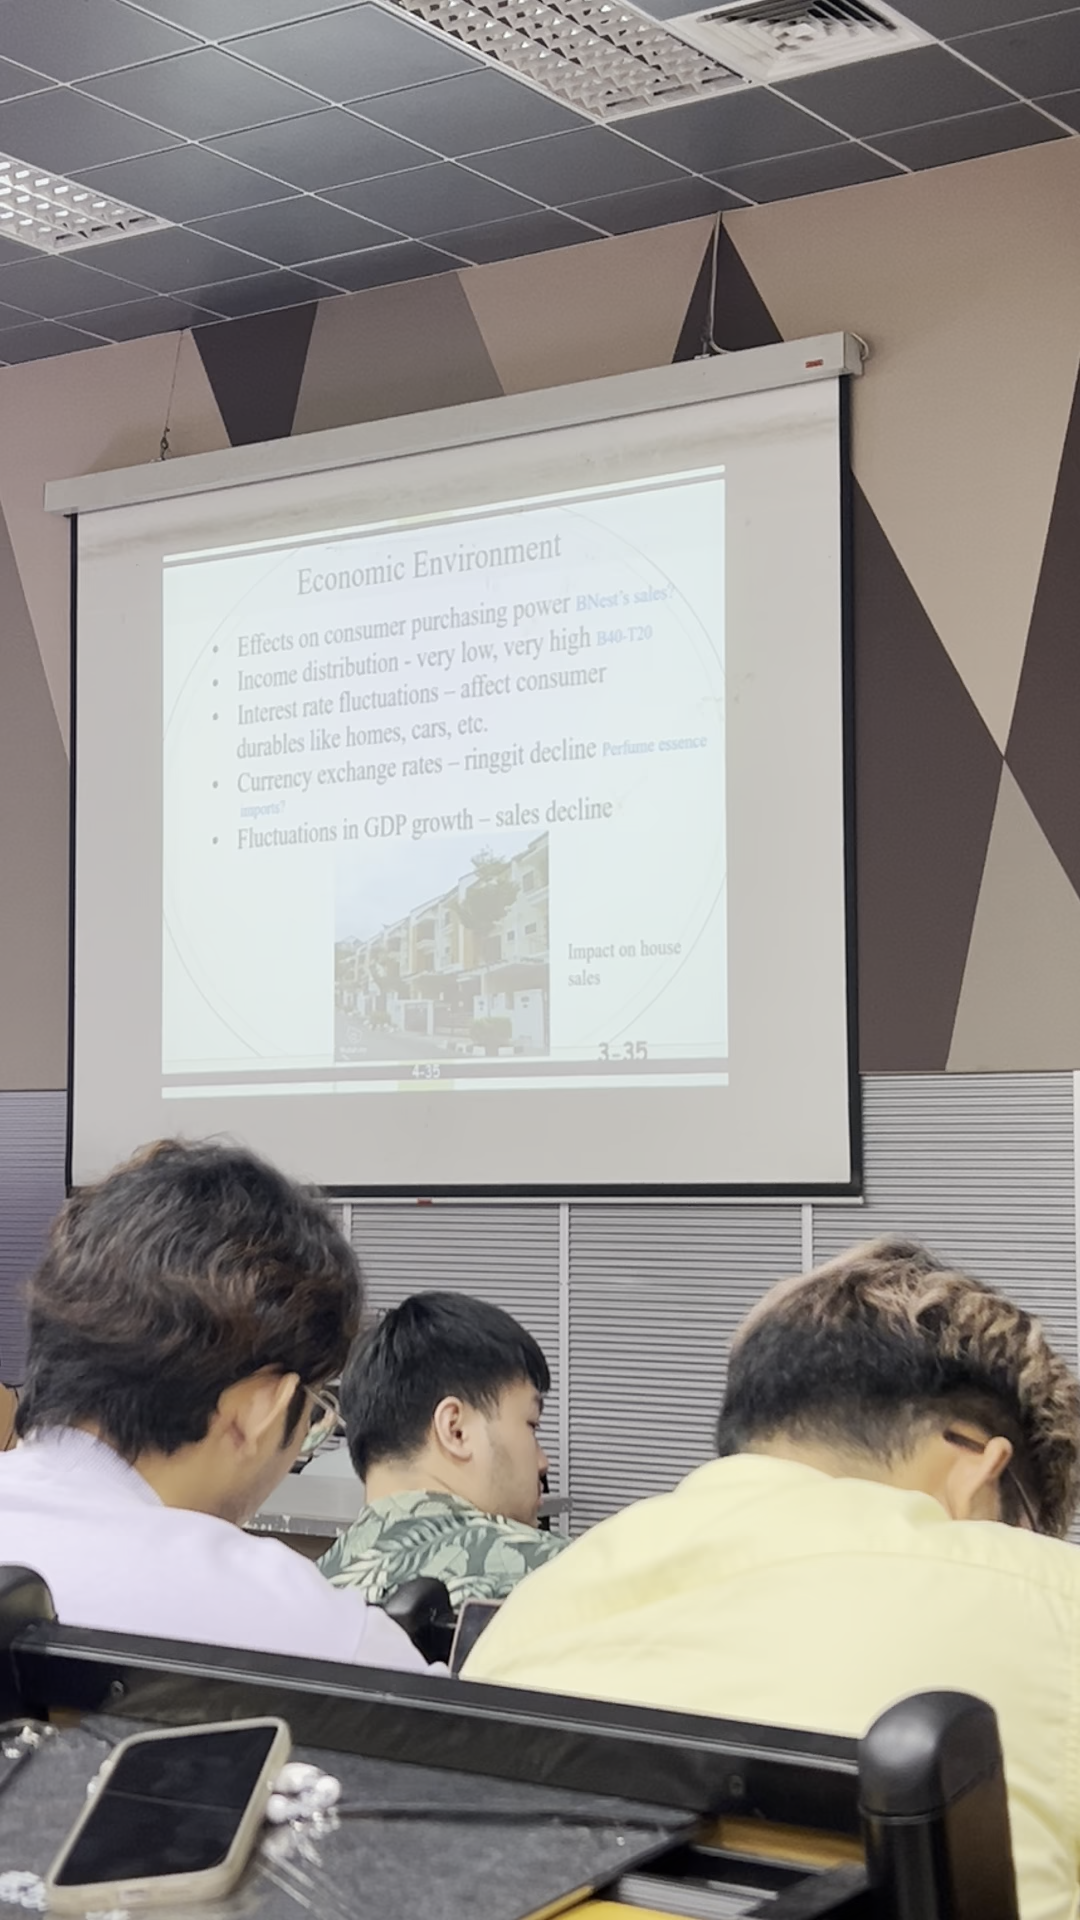 Economic Environment
• Effects on consumer purchasing power BNest's sales?
• Income distribution - very low, very high B40-T20
• Interest rate fluctuations – affect consumer
durables like homes, cars, etc.
• Currency exchange rates – ringgit decline Perfume essence
imports?
• Fluctuations in GDP growth – sales decline
Impact on house
sales
3-35
4-35